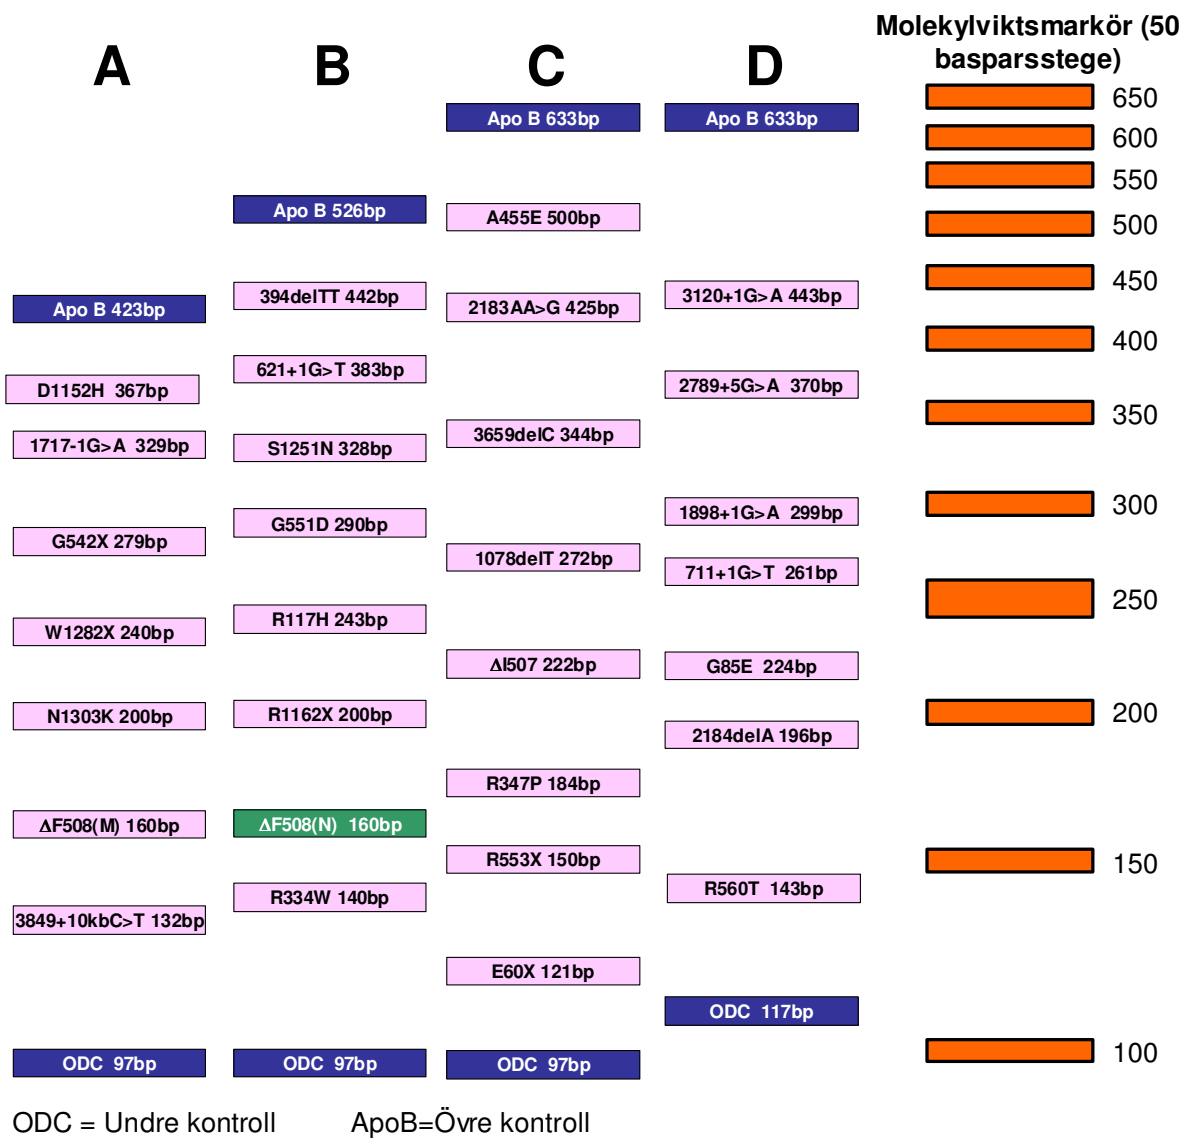 Molekylviktsmarkör (50
basparsstege)
A
B
C
D
Apo B 423bp
D1152H 367bp
1717-1G>A 329bp
G542X 279bp
W1282X 240bp
N1303K 200bp
ΔF508(M) 160bp
3849+10kbC>T 132bp
ODC 97bp
Apo B 526bp
394delTT 442bp
621+1G>T 383bp
S1251N 328bp
G551D 290bp
R117H 243bp
R1162X 200bp
ΔF508(N) 160bp
R334W 140bp
ODC 97bp
Apo B 633bp
A455E 500bp
2183AA>G 425bp
3659delC 344bp
1078delT 272bp
ΔI507 222bp
R347P 184bp
R553X 150bp
E60X 121bp
ODC 97bp
Apo B 633bp
3120+1G>A 443bp
2789+5G>A 370bp
1898+1G>A 299bp
711+1G>T 261bp
G85E 224bp
2184delA 196bp
R560T 143bp
ODC 117bp
650
600
550
500
450
400
350
300
250
200
150
100
ODC = Undre kontroll ApoB=Övre kontroll